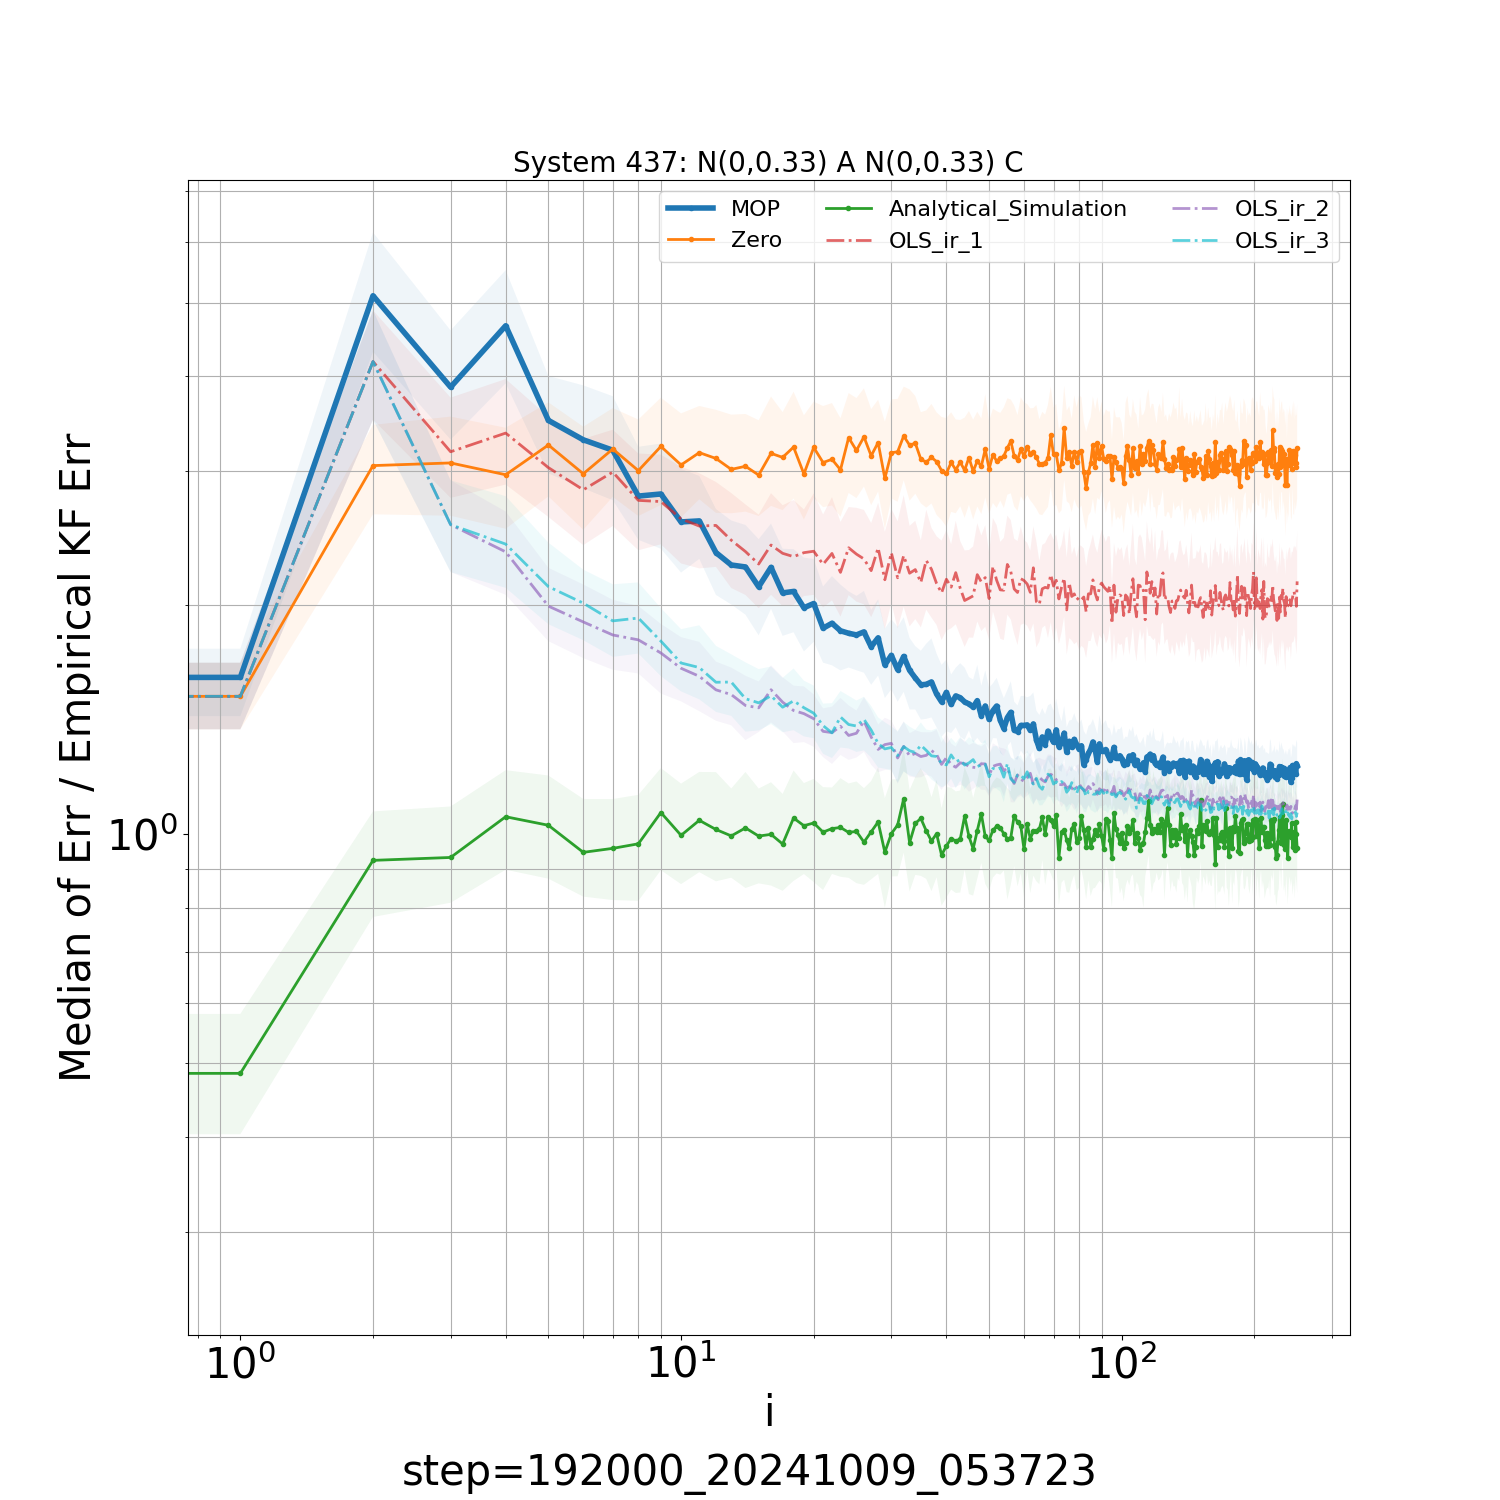 System 437: N(0,0.33) A N(0,0.33) C
MOP
Zero
Analytical_Simulation
OLS_ir_1
OLS_ir_2
OLS_ir_3
Median of Err / Empirical KF Err
10⁰
10⁰
10¹
10²
i
step=192000_20241009_053723